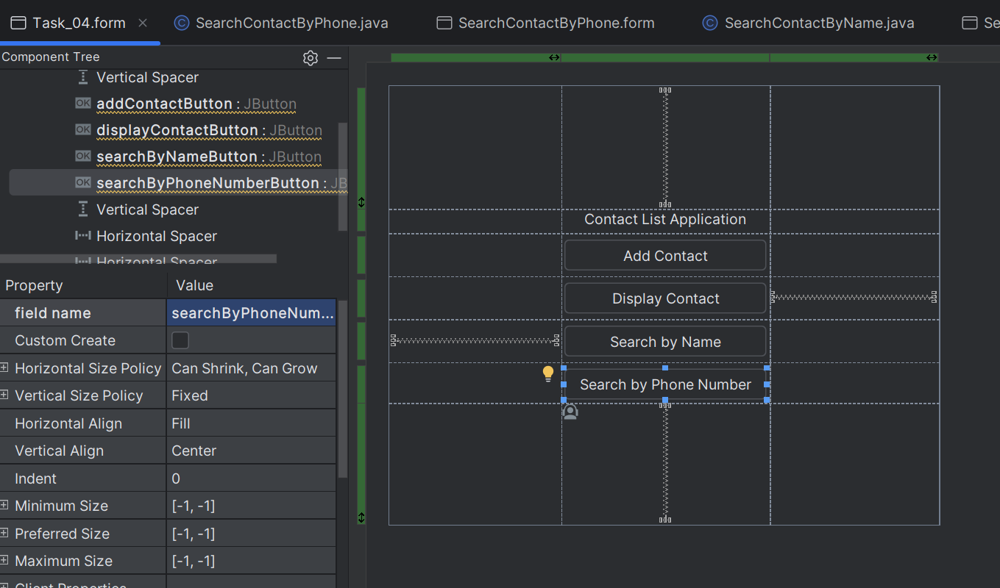 Task_04.form
SearchContactByPhone.java
SearchContactByPhone.form
SearchContactByName.java
Se
Component Tree
Vertical Spacer
OK addContactButton : JButton
OK displayContactButton : JButton
OK searchByNameButton : JButton
OK searchByPhoneNumberButton : JB
Vertical Spacer
Horizontal Spacer
Horizontal Spacer
Property Value
field name searchByPhoneNum...
Custom Create
Horizontal Size Policy Can Shrink, Can Grow
Vertical Size Policy Fixed
Horizontal Align Fill
Vertical Align Center
Indent 0
Minimum Size [-1, -1]
Preferred Size [-1, -1]
Maximum Size [-1, -1]
Client Properties
Contact List Application
Add Contact
Display Contact
Search by Name
Search by Phone Number